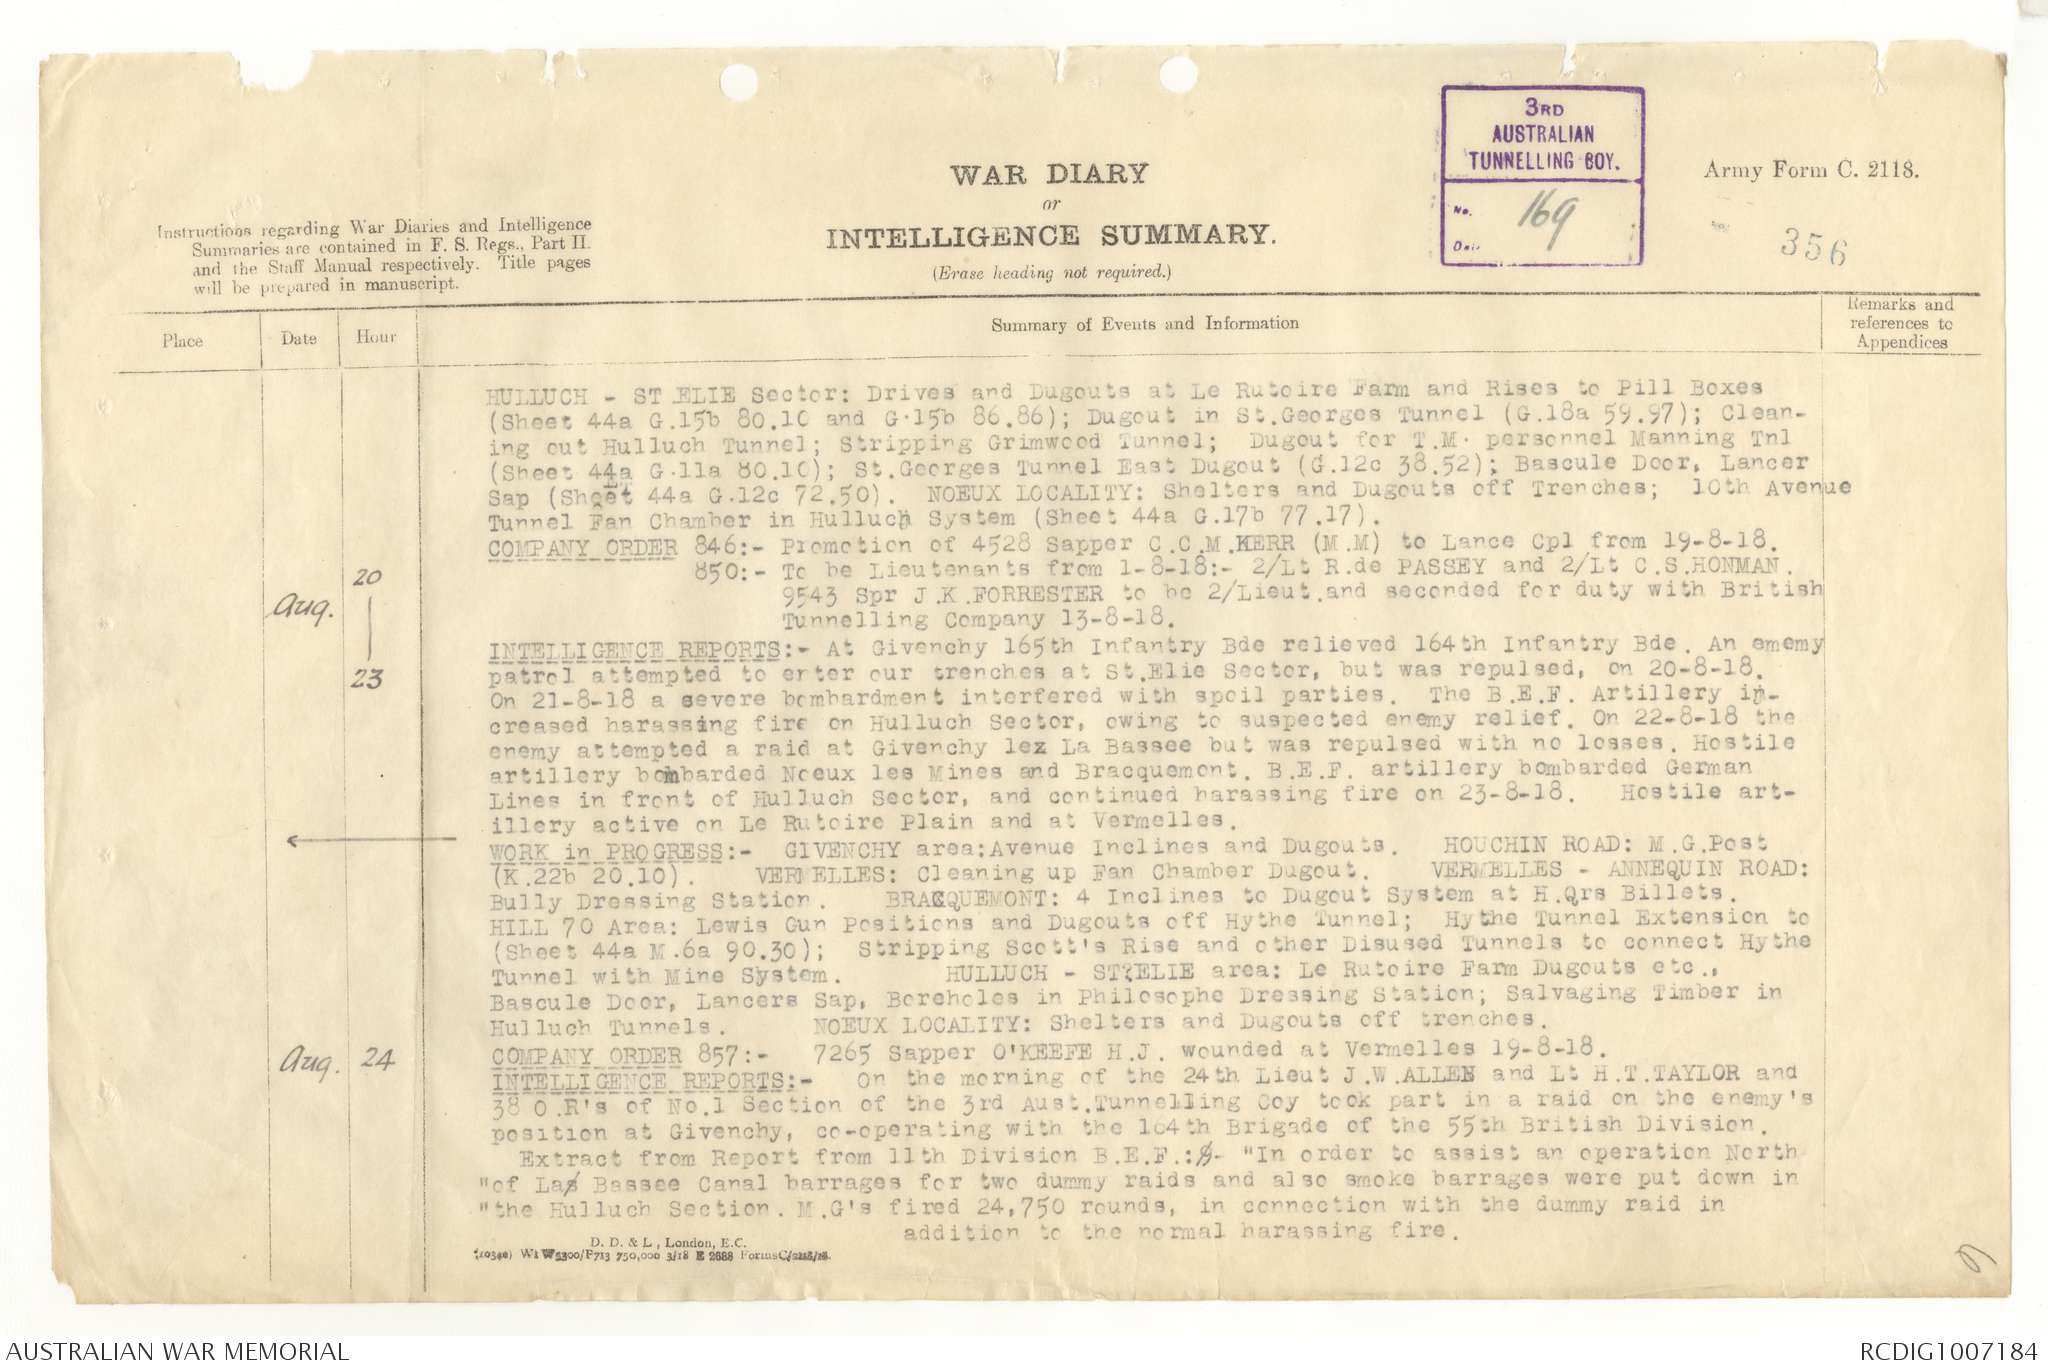 3RD
AUSTRALIAN
TUNNELLING COY.
No. 169
Date
Army Form C. 2118.
356
WAR DIARY
or
INTELLIGENCE SUMMARY.
(Erase heading not required.)
Instructions regarding War Diaries and Intelligence
Summaries are contained in F. S. Regs., Part II.
and the Staff Manual respectively. Title pages
will be prepared in manuscript.
Place
Date
Hour
Summary of Events and Information
Remarks and
references to
Appendices
HULLUCH - ST.ELIE Sector: Drives and Dugouts at Le Rutoire Farm and Rises to Pill Boxes
(Sheet 44a G.15b 80.10 and G.15b 86.86); Dugout in St.Georges Tunnel (G.18a 59.97); Clean-
ing out Hulluch Tunnel; Stripping Grimwood Tunnel; Dugout for T.M. personnel Manning Tnl
(Sheet 44a G.11a 80.10); St.Georges Tunnel East Dugout (G.12c 38.52); Bascule Door, Lancer
Sap (Sheet 44a G.12c 72.50). NOEUX LOCALITY: Shelters and Dugouts off Trenches; 10th Avenue
Tunnel Fan Chamber in Hulluch System (Sheet 44a G.17b 77.17).
COMPANY ORDER 846:- Promotion of 4528 Sapper C.C.M.KERR (M.M) to Lance Cpl from 19-8-18.
850:- To be Lieutenants from 1-8-18:- 2/Lt R.de PASSEY and 2/Lt C.S.HONMAN.
9543 Spr J.K.FORRESTER to be 2/Lieut.and seconded for duty with British
Tunnelling Company 13-8-18.
Aug. 20
|
23
INTELLIGENCE REPORTS:- At Givenchy 165th Infantry Bde relieved 164th Infantry Bde. An ememy
patrol attempted to enter our trenches at St.Elie Sector, but was repulsed, on 20-8-18.
On 21-8-18 a severe bombardment interfered with spoil parties. The B.E.F. Artillery in-
creased harassing fire on Hulluch Sector, owing to suspected enemy relief. On 22-8-18 the
enemy attempted a raid at Givenchy lez La Bassee but was repulsed with no losses. Hostile
artillery bombarded Noeux les Mines and Bracquemont. B.E.F. artillery bombarded German
Lines in front of Hulluch Sector, and continued harassing fire on 23-8-18. Hostile art-
illery active on Le Rutoire Plain and at Vermelles.
WORK in PROGRESS:- GIVENCHY area:Avenue Inclines and Dugouts. HOUCHIN ROAD: M.G.Post
(K.22b 20.10). VERMELLES: Cleaning up Fan Chamber Dugout. VERMELLES - ANNEQUIN ROAD:
Bully Dressing Station. BRACQUEMONT: 4 Inclines to Dugout System at H.Qrs Billets.
HILL 70 Area: Lewis Gun Positions and Dugouts off Hythe Tunnel; Hythe Tunnel Extension to
(Sheet 44a M.6a 90.30); Stripping Scott's Rise and other Disused Tunnels to connect Hythe
Tunnel with Mine System. HULLUCH - ST.ELIE area: Le Rutoire Farm Dugouts etc.,
Bascule Door, Lancers Sap, Boreholes in Philosophe Dressing Station; Salvaging Timber in
Hulluch Tunnels. NOEUX LOCALITY: Shelters and Dugouts off trenches.
Aug. 24
COMPANY ORDER 857:- 7265 Sapper O'KEEFE H.J. wounded at Vermelles 19-8-18.
INTELLIGENCE REPORTS:- On the morning of the 24th Lieut J.W.ALLEN and Lt H.T.TAYLOR and
38 O.R's of No.1 Section of the 3rd Aust.Tunnelling Coy took part in a raid on the enemy's
position at Givenchy, co-operating with the 164th Brigade of the 55th British Division.
Extract from Report from 11th Division B.E.F.:- "In order to assist an operation North
"of La Bassee Canal barrages for two dummy raids and also smoke barrages were put down in
"the Hulluch Section. M.G's fired 24,750 rounds, in connection with the dummy raid in
addition to the normal harassing fire.
D. D. & L., London, E.C.
(10340) Wt W5300/P713 750,000 3/18 E 2688 Forms C/2118/16.
AUSTRALIAN WAR MEMORIAL
RCDIG1007184